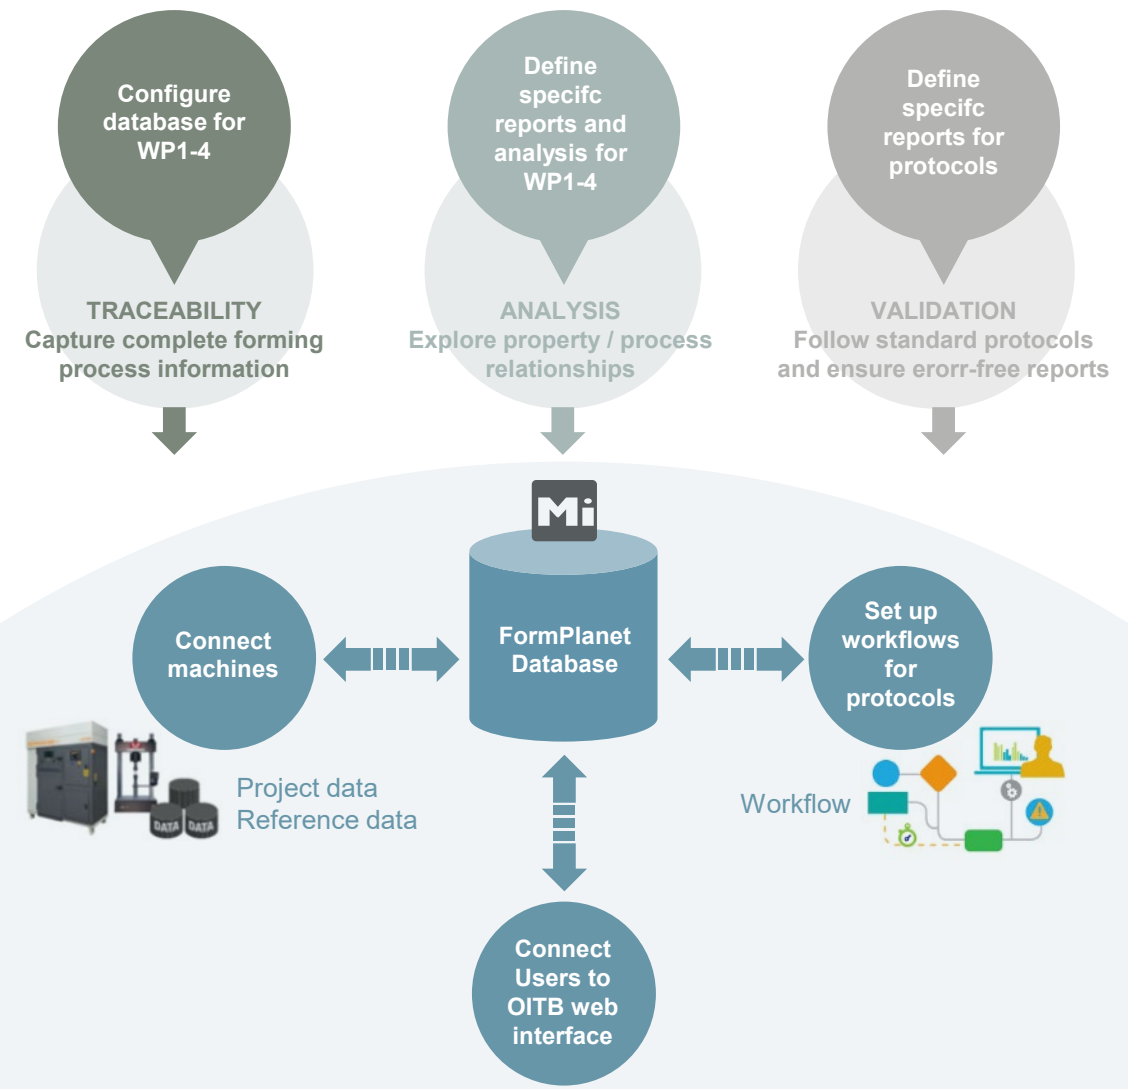 Configure
database for
WP1-4
Define
specifc
reports and
analysis for
WP1-4
Define
specifc
reports for
protocols
TRACEABILITY
Capture complete forming
process information
ANALYSIS
Explore property / process
relationships
VALIDATION
Follow standard protocols
and ensure erorr-free reports
Mi
Connect
machines
FormPlanet
Database
Set up
workflows
for
protocols
DATA
DATA
Project data
Reference data
Workflow
Connect
Users to
OITB web
interface